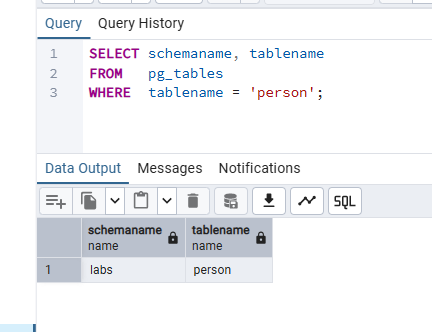 Query Query History
1 SELECT schemaname, tablename
2 FROM   pg_tables
3 WHERE  tablename = 'person';
Data Output Messages Notifications
SQL
schemaname tablename
name name
1 labs person